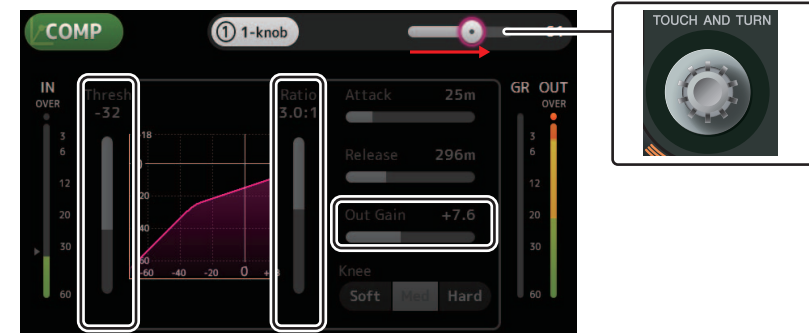 COMP
1 1-knob
TOUCH AND TURN
IN
OVER
3
6
12
20
30
60
Thresh
-32
18
0
20
40
60
-60 -40 -20 0
Ratio
3.0:1
Attack 25m
Release 296m
Out Gain +7.6
Knee
Soft Med Hard
GR OUT
OVER
3
6
12
20
30
60